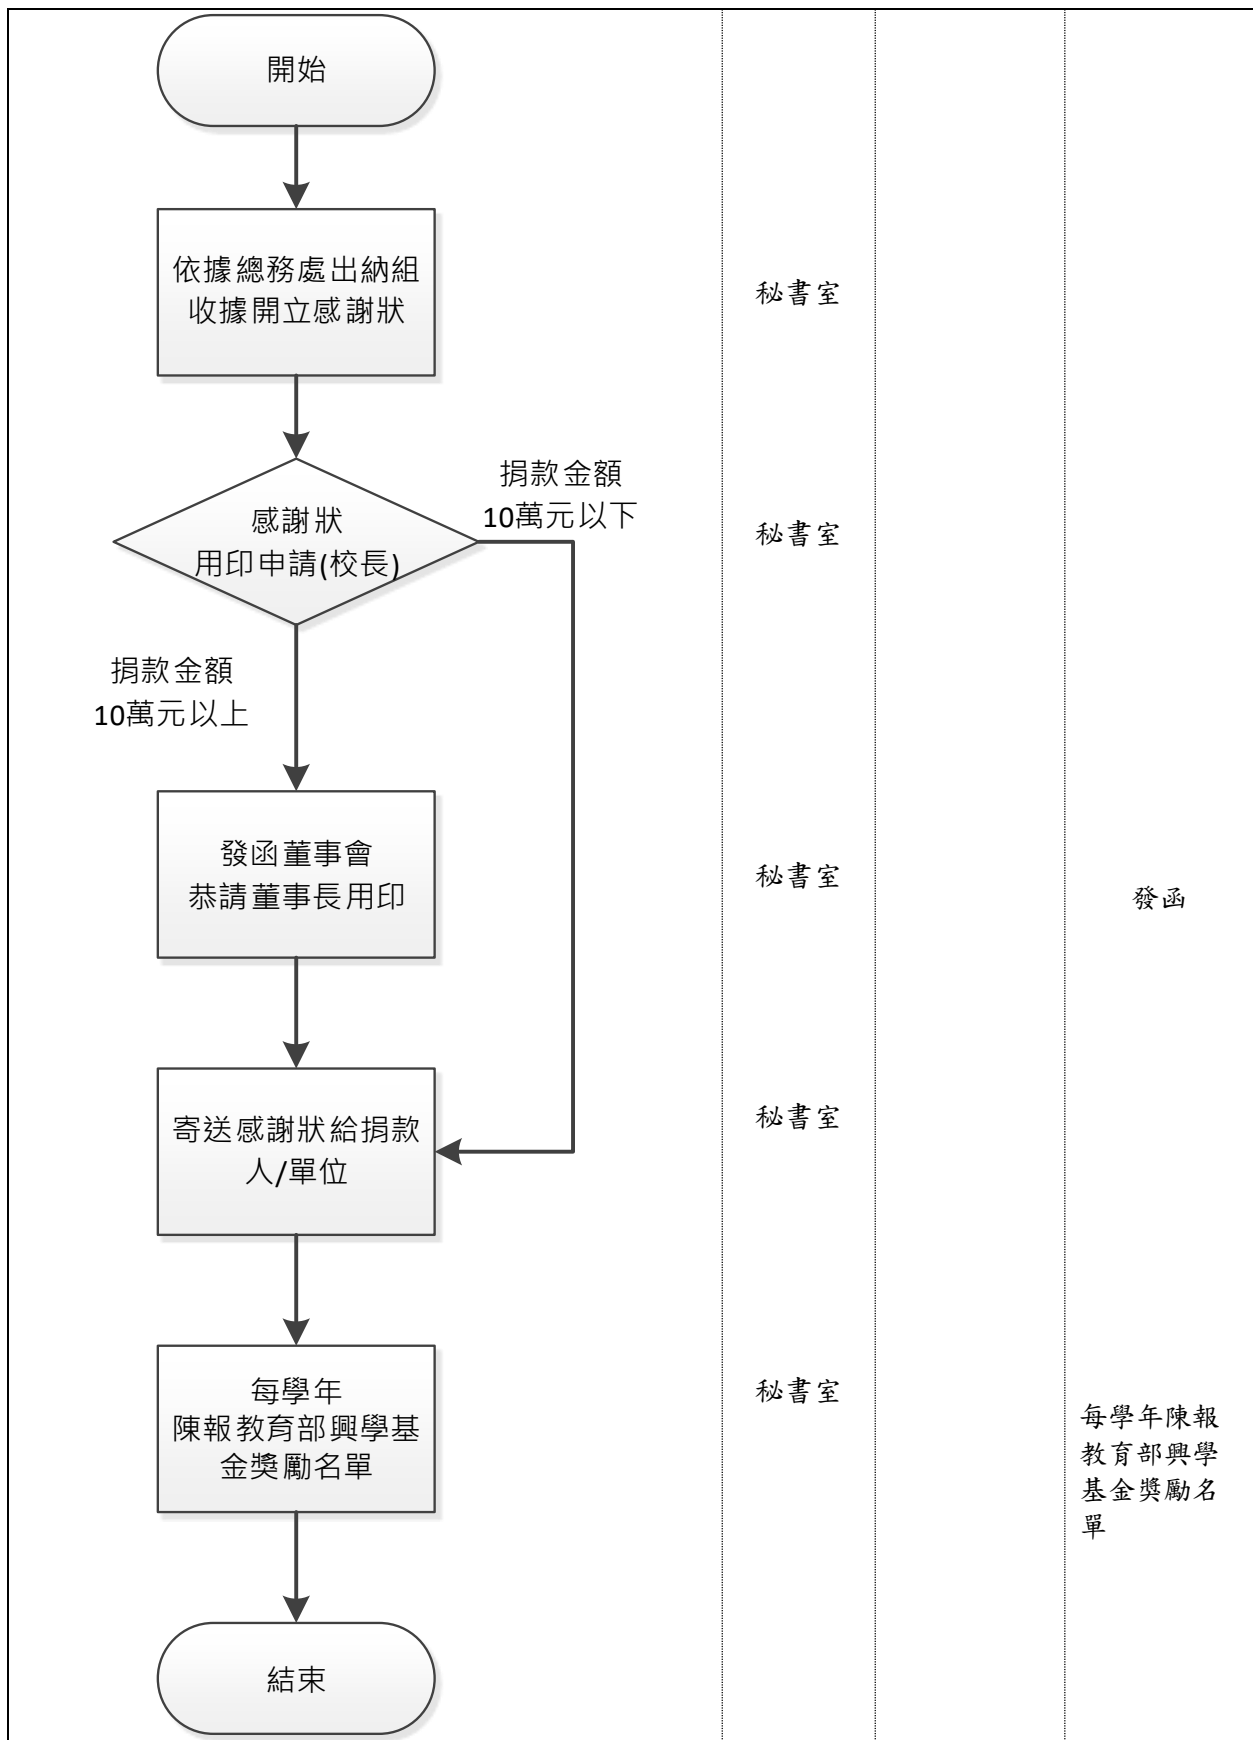 開始
依據總務處出納組
收據開立感謝狀
秘書室
捐款金額
10萬元以下
感謝狀
用印申請(校長)
秘書室
捐款金額
10萬元以上
發函董事會
恭請董事長用印
秘書室
發函
寄送感謝狀給捐款
人/單位
秘書室
每學年
陳報教育部興學基
金獎勵名單
秘書室
每學年陳報
教育部興學
基金獎勵名
單
結束